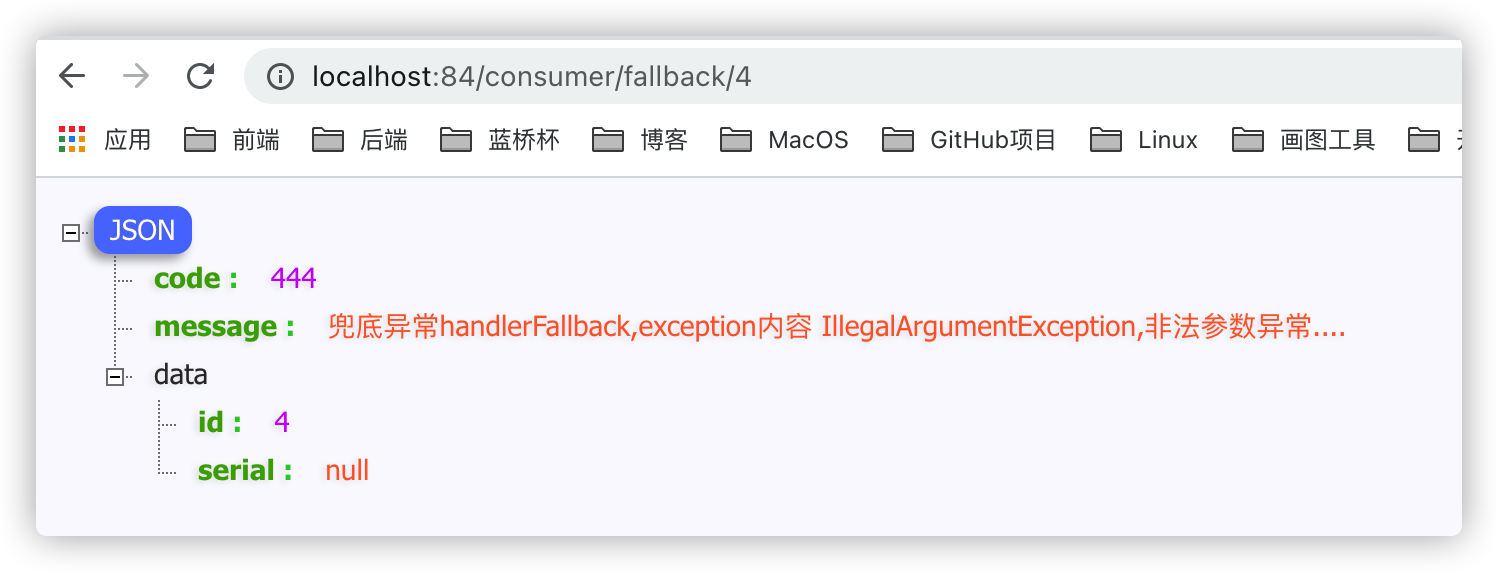 localhost:84/consumer/fallback/4
应用 前端 后端 蓝桥杯 博客 MacOS GitHub项目 Linux 画图工具
JSON
code : 444
message : 兜底异常handlerFallback,exception内容 IllegalArgumentException,非法参数异常....
data
id : 4
serial : null